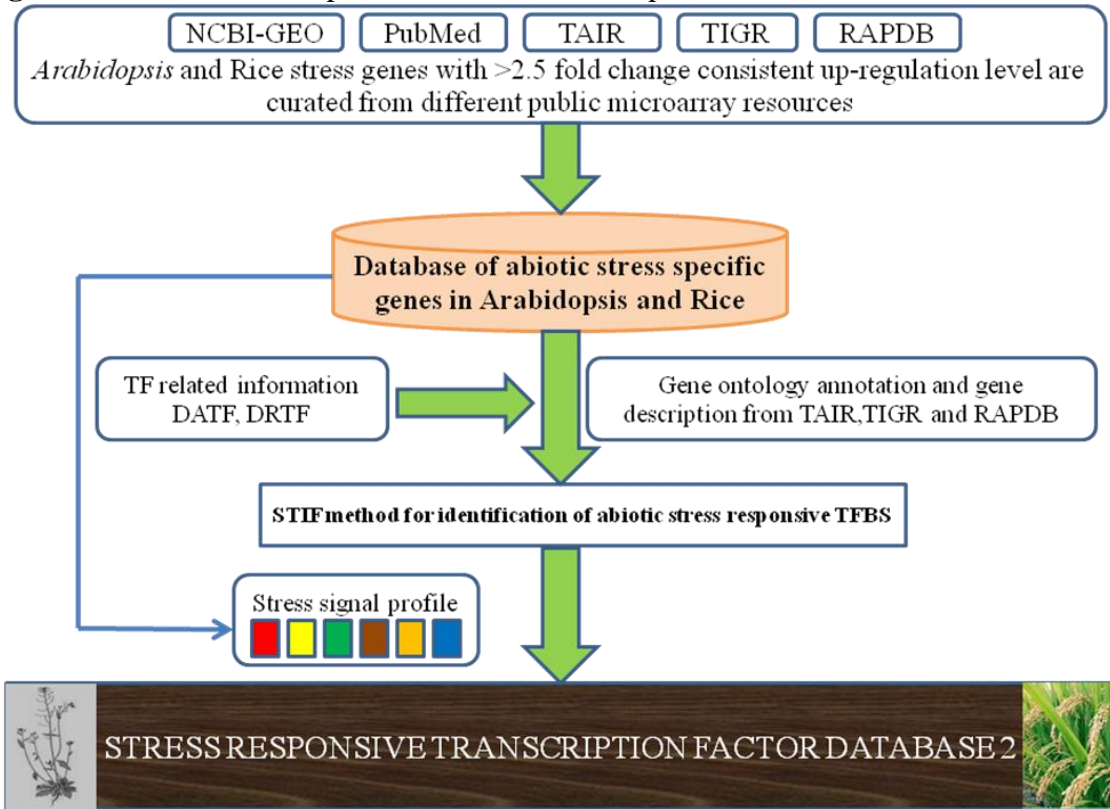 NCBI-GEO PubMed TAIR TIGR RAPDB
Arabidopsis and Rice stress genes with >2.5 fold change consistent up-regulation level are
curated from different public microarray resources
Database of abiotic stress specific
genes in Arabidopsis and Rice
TF related information
DATF, DRTF
Gene ontology annotation and gene
description from TAIR,TIGR and RAPDB
STIF method for identification of abiotic stress responsive TFBS
Stress signal profile
STRESS RESPONSIVE TRANSCRIPTION FACTOR DATABASE 2